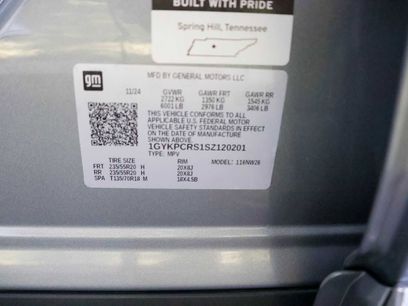 BUILT WITH PRIDE
Spring Hill, Tennessee
gm
MFD BY GENERAL MOTORS LLC
11/24 GVWR GAWR FRT GAWR RR
2722 KG 1350 KG 1545 KG
6001 LB 2976 LB 3406 LB
THIS VEHICLE CONFORMS TO ALL
APPLICABLE U.S. FEDERAL MOTOR
VEHICLE SAFETY STANDARDS IN EFFECT
ON THE DATE OF MANUFACTURE SHOWN ABOVE.
1GYKPCRS1SZ120201
TYPE: MPV
TIRE SIZE RIM MODEL: 116NW26
FRT 235/55R20 H 20X8J
RR 235/55R20 H 20X8J
SPA T135/70R18 M 18X4.5B